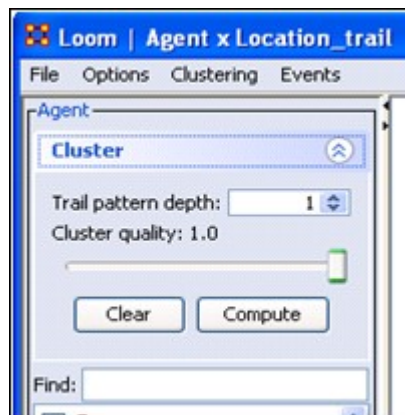 Loom | Agent x Location_trail
File Options Clustering Events
Agent
Cluster
Trail pattern depth: 1
Cluster quality: 1.0
Clear Compute
Find: